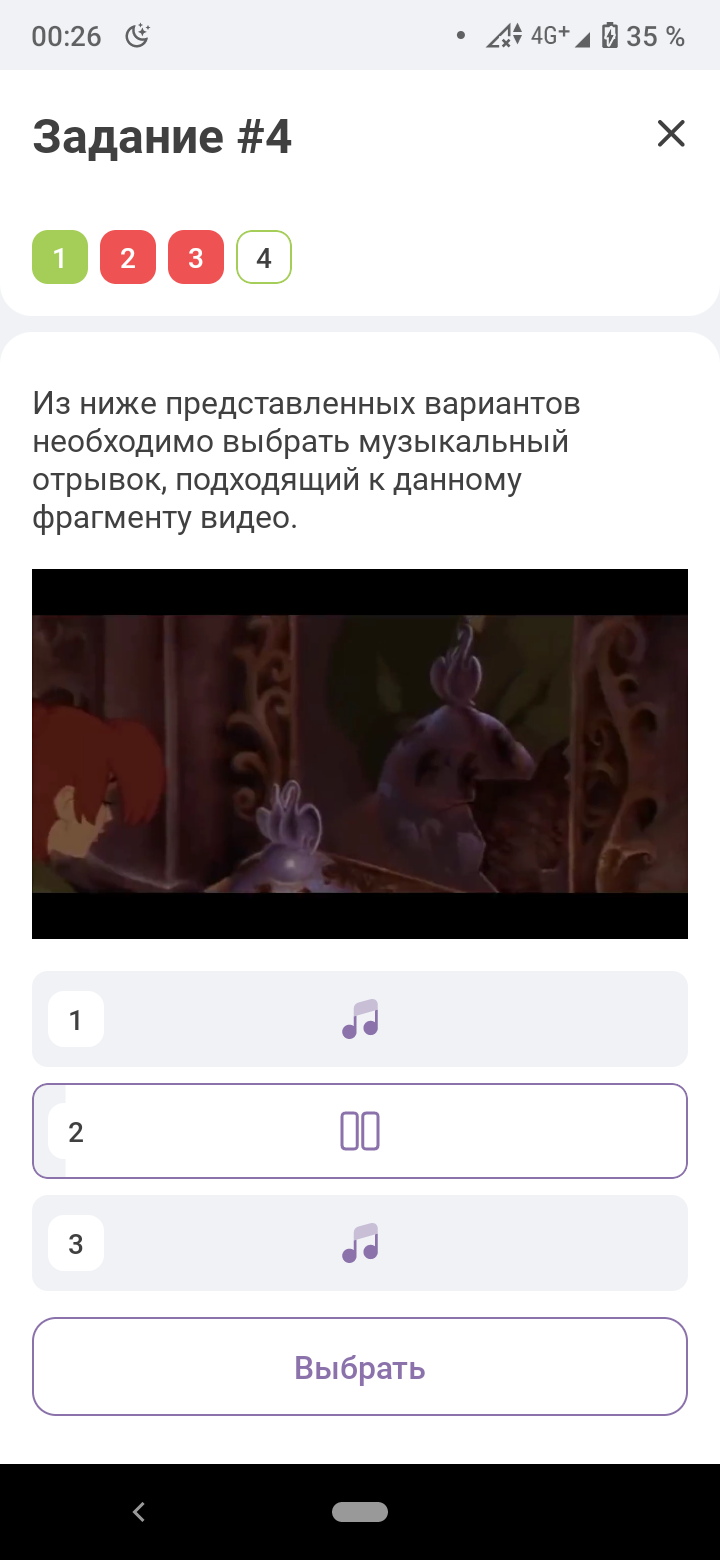 00:26 4G+ 35 %
Задание #4
1 2 3 4
Из ниже представленных вариантов
необходимо выбрать музыкальный
отрывок, подходящий к данному
фрагменту видео.
1
2
3
Выбрать